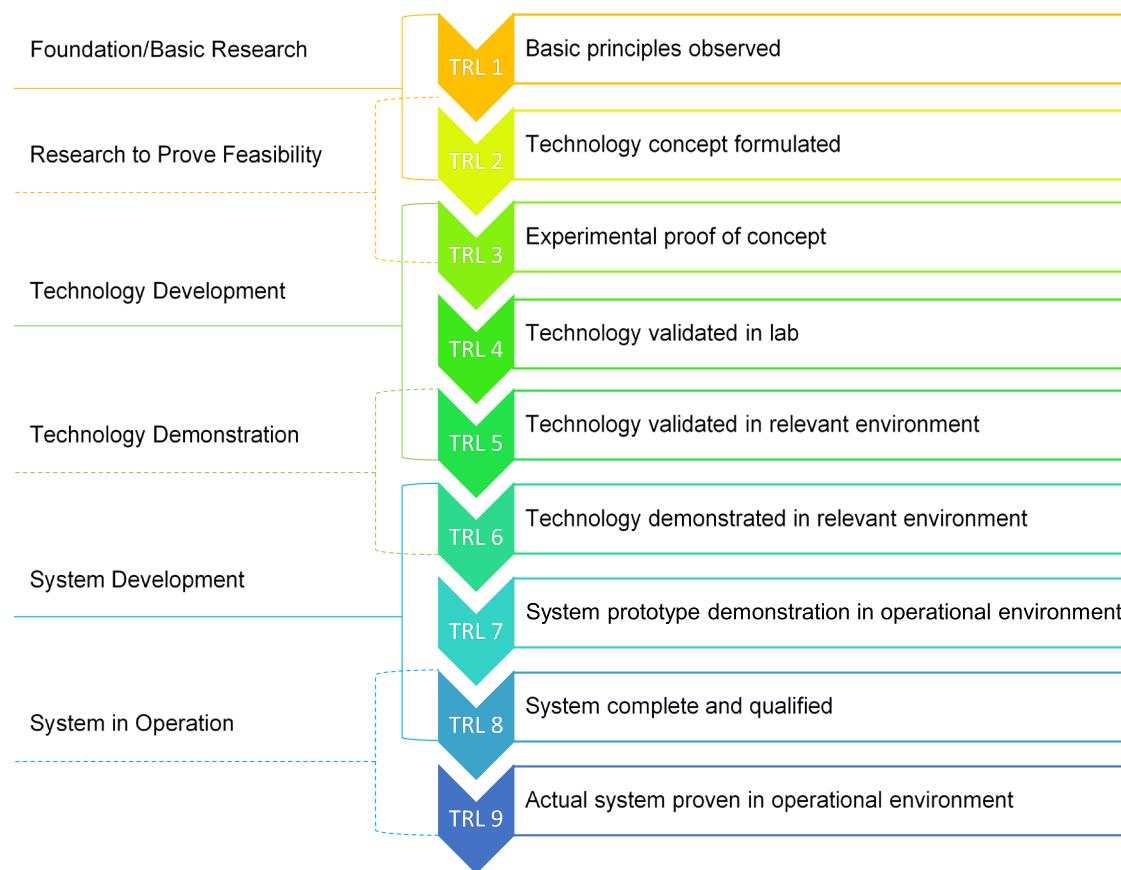 Foundation/Basic Research
TRL 1
Basic principles observed
Research to Prove Feasibility
TRL 2
Technology concept formulated
TRL 3
Experimental proof of concept
Technology Development
TRL 4
Technology validated in lab
Technology Demonstration
TRL 5
Technology validated in relevant environment
TRL 6
Technology demonstrated in relevant environment
System Development
TRL 7
System prototype demonstration in operational environment
System in Operation
TRL 8
System complete and qualified
TRL 9
Actual system proven in operational environment